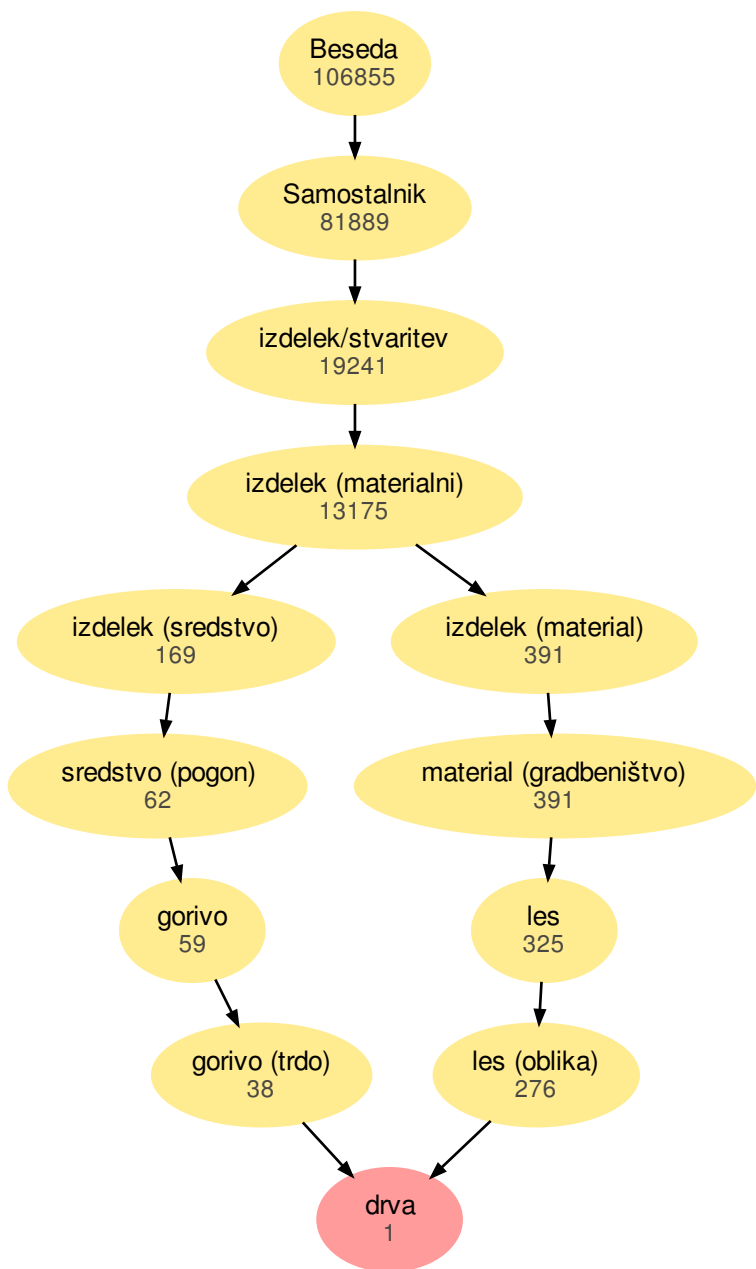 Beseda
106855
Samostalnik
81889
izdelek/stvaritev
19241
izdelek (materialni)
13175
izdelek (sredstvo)
169
izdelek (material)
391
sredstvo (pogon)
62
material (gradbeništvo)
391
gorivo
59
les
325
gorivo (trdo)
38
les (oblika)
276
drva
1